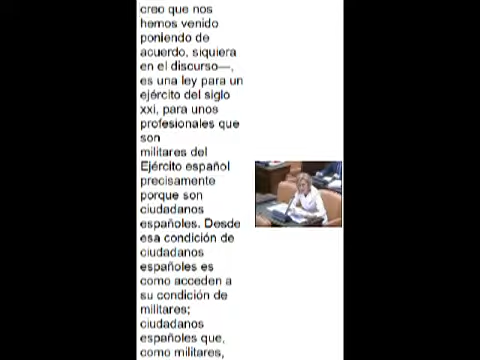 creo que nos
hemos venido
poniendo de
acuerdo, siquiera
en el discurso—,
es una ley para un
ejército del siglo
xxi, para unos
profesionales que
son
militares del
Ejército español
precisamente
porque son
ciudadanos
españoles. Desde
esa condición de
ciudadanos
españoles es
como acceden a
su condición de
militares;
ciudadanos
españoles que,
como militares,